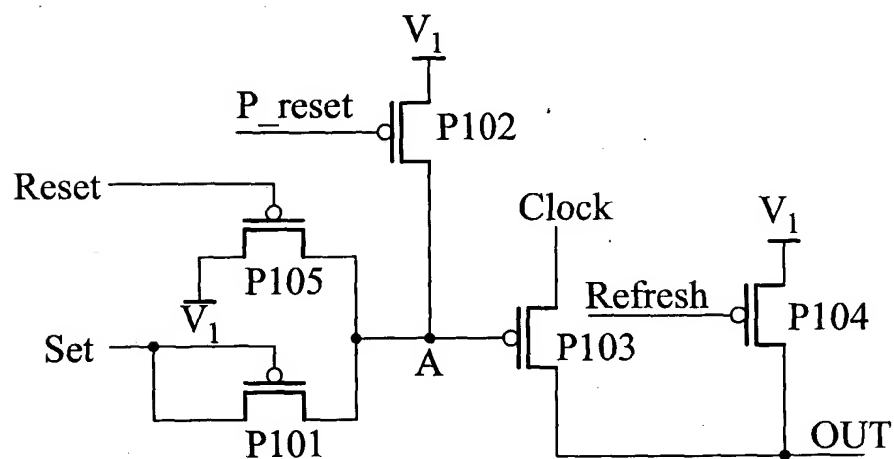 V1
P_reset
P102
Reset
Clock
V1
P105
Refresh
V1
P104
Set
A
P103
P101
OUT